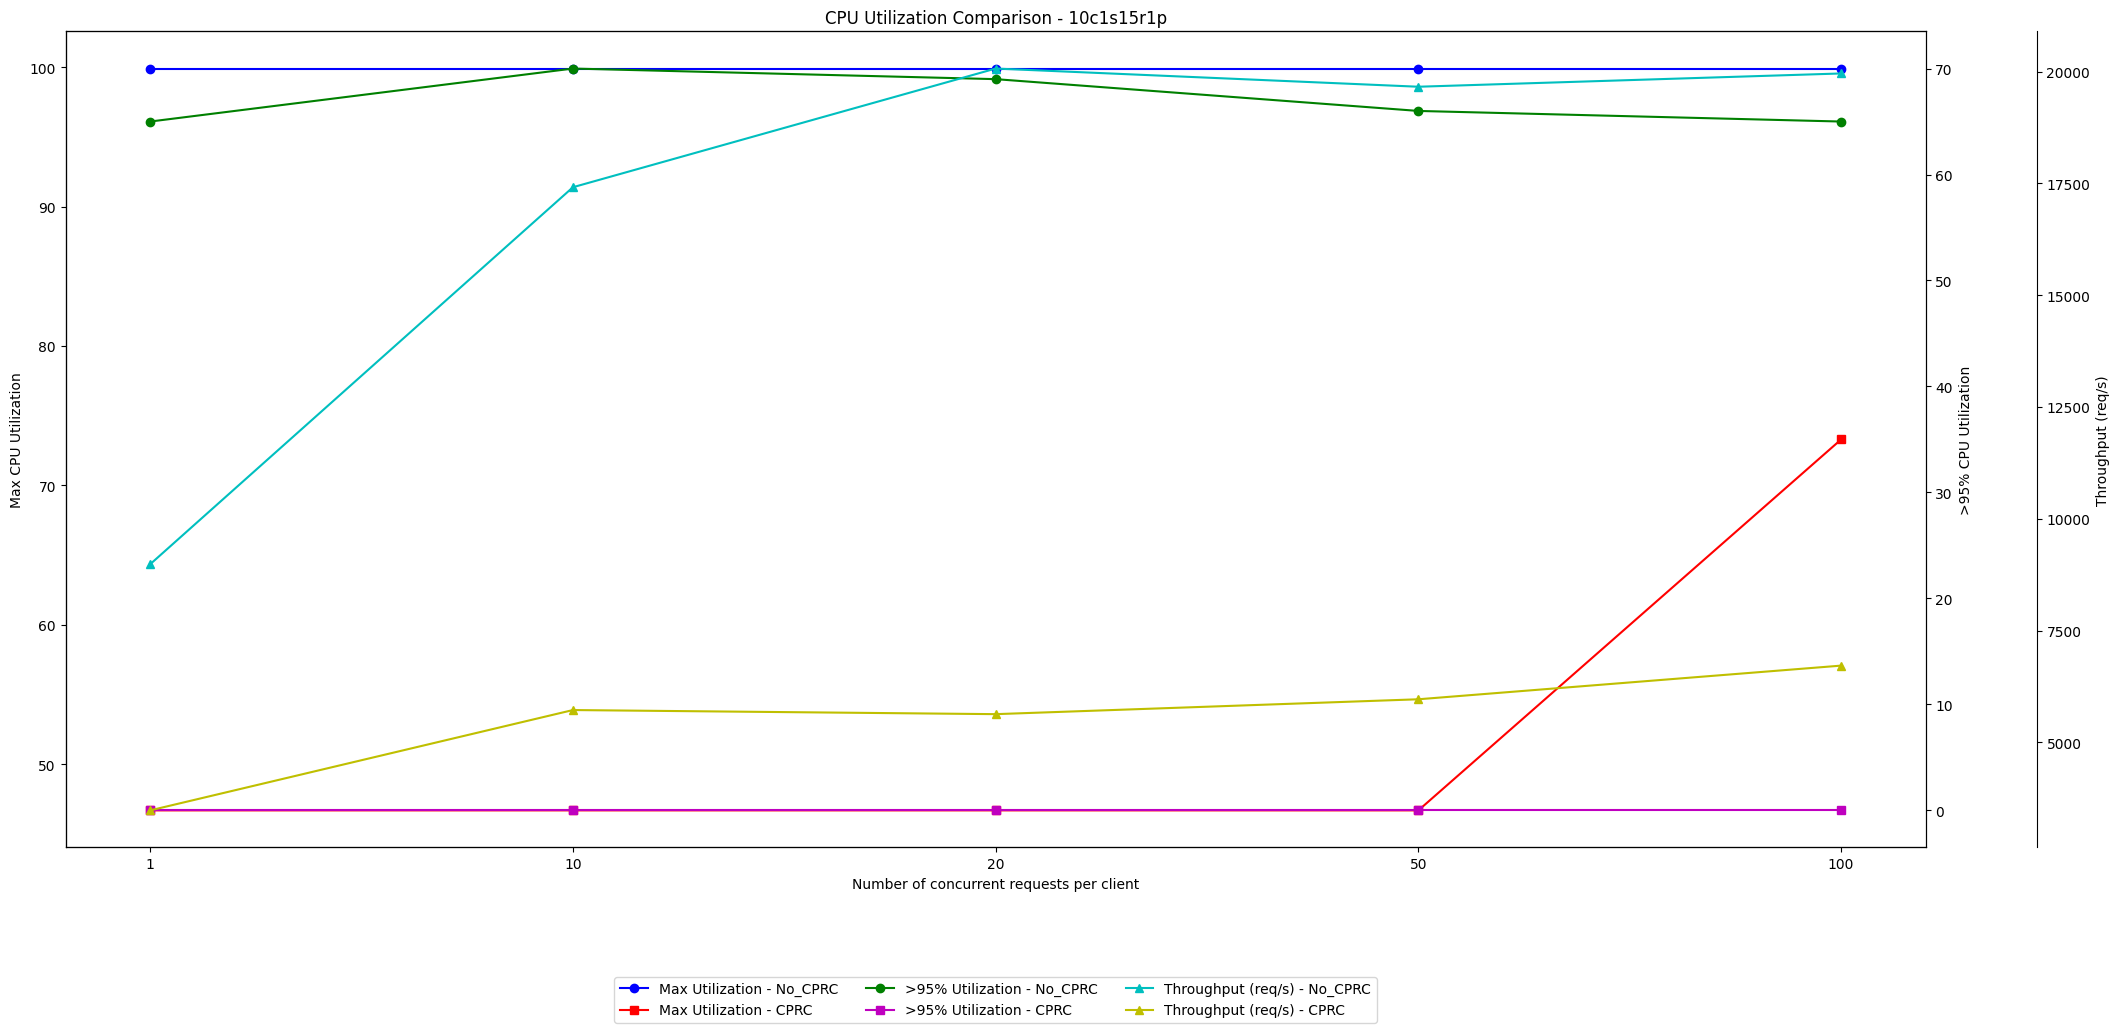 CPU Utilization Comparison - 10c1s15r1p
Max CPU Utilization
100
90
80
70
60
50
70
60
50
40
30
20
10
0
>95% CPU Utilization
20000
17500
15000
12500
10000
7500
5000
Throughput (req/s)
1 10 20 50 100
Number of concurrent requests per client
Max Utilization - No_CPRC
Max Utilization - CPRC
>95% Utilization - No_CPRC
>95% Utilization - CPRC
Throughput (req/s) - No_CPRC
Throughput (req/s) - CPRC